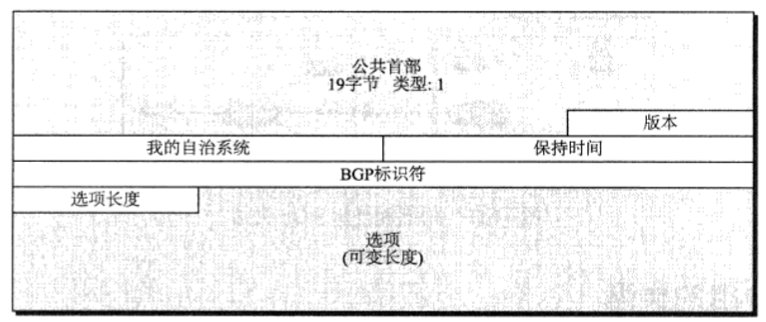 公共首部
19字节 类型: 1
版本
我的自治系统
保持时间
BGP标识符
选项长度
选项
(可变长度)